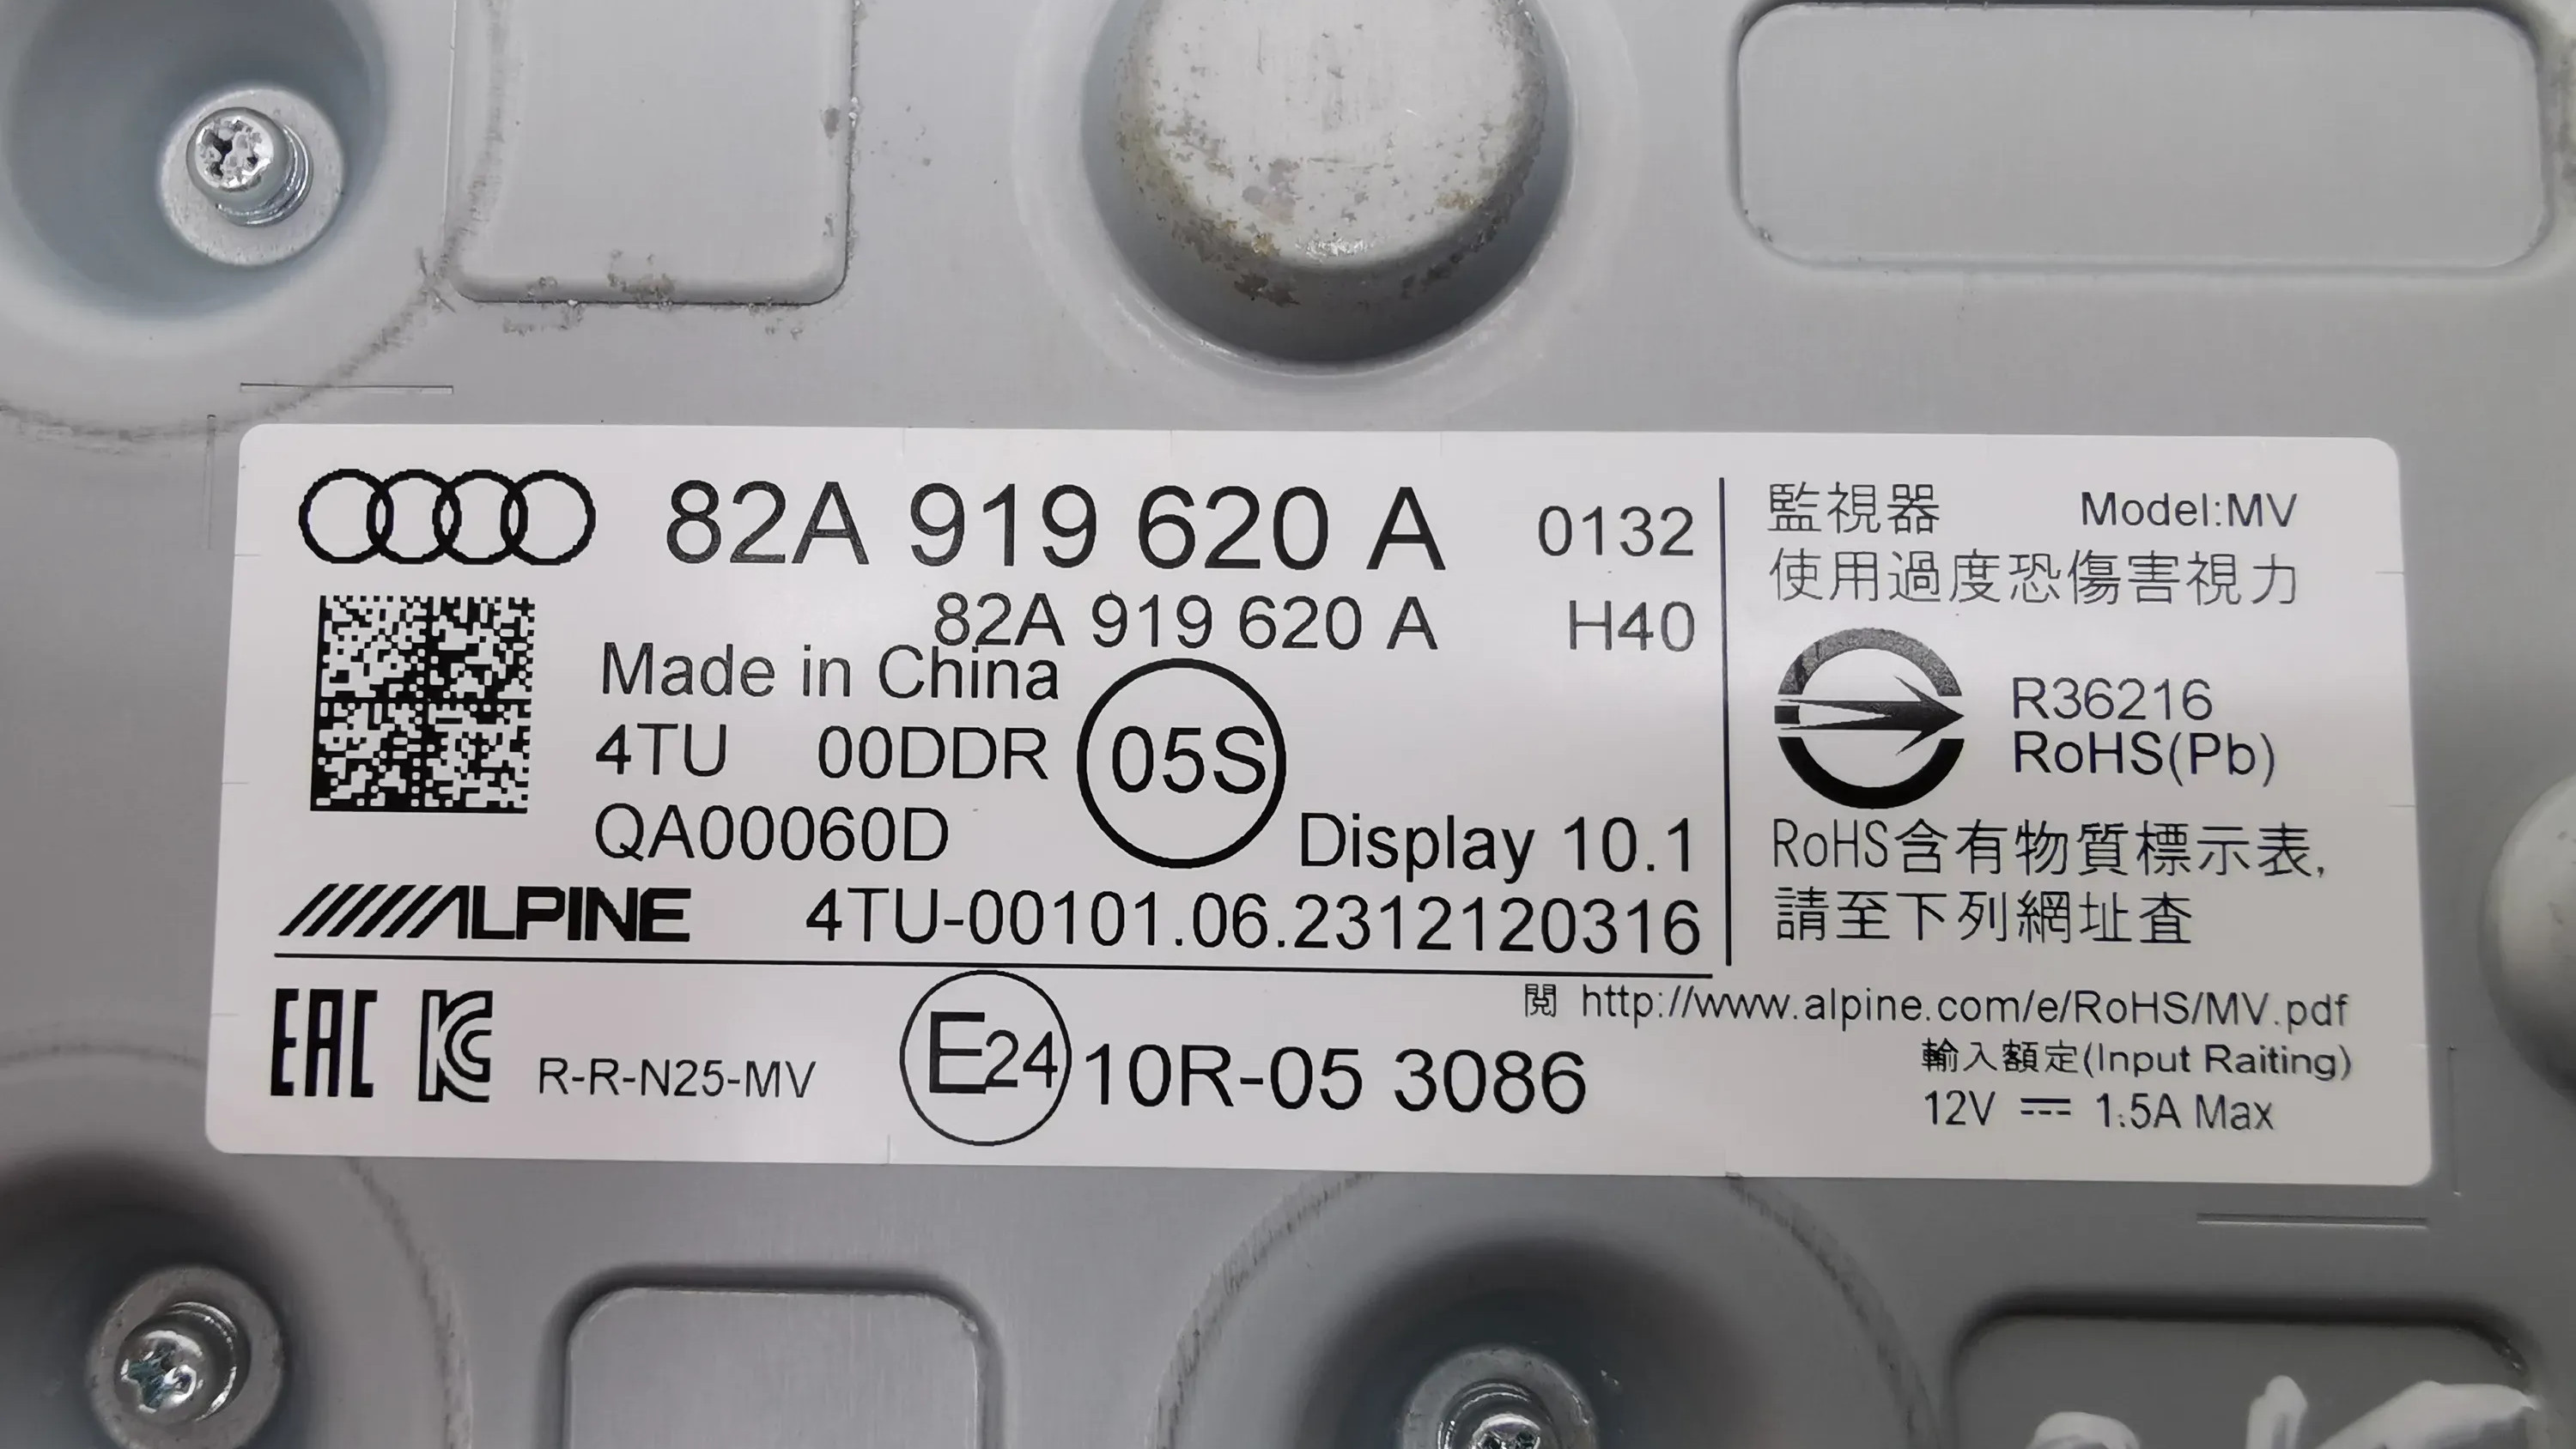 82A 919 620 A 0132
82A 919 620 A H40
Made in China
4TU 00DDR 05S
QA00060D
Display 10.1
ALPINE 4TU-00101.06.2312120316
EAC KC R-R-N25-MV E24 10R-05 3086
監視器 Model:MV
使用過度恐傷害視力
R36216
RoHS(Pb)
RoHS含有物質標示表,
請至下列網址查
閱 http://www.alpine.com/e/RoHS/MV.pdf
輸入額定(Input Raiting)
12V ⎓ 1.5A Max